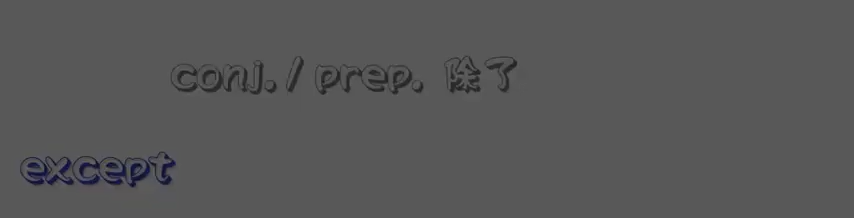 conj. / prep. 除了
except